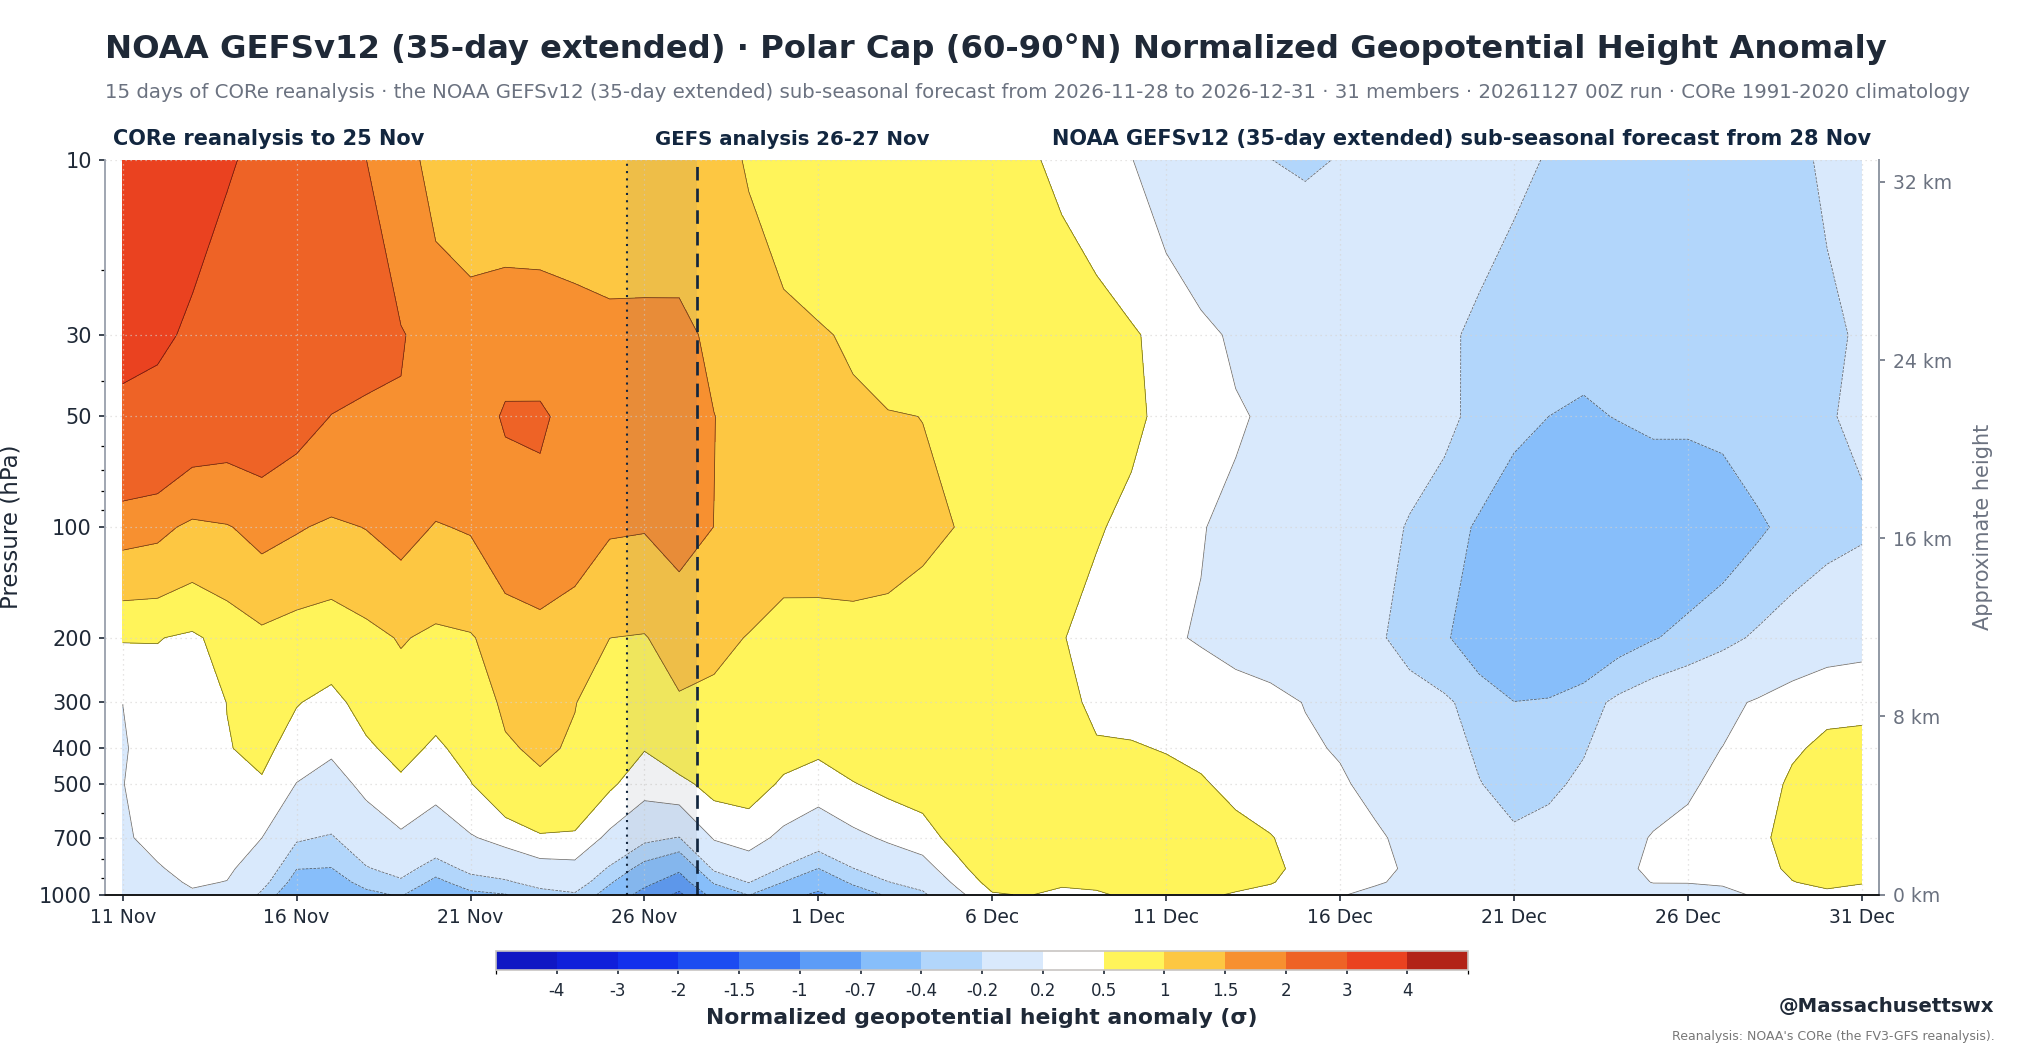 NOAA GEFSv12 (35-day extended) · Polar Cap (60-90°N) Normalized Geopotential Height Anomaly
15 days of CORe reanalysis · the NOAA GEFSv12 (35-day extended) sub-seasonal forecast from 2026-11-28 to 2026-12-31 · 31 members · 20261127 00Z run · CORe 1991-2020 climatology
CORe reanalysis to 25 Nov
GEFS analysis 26-27 Nov
NOAA GEFSv12 (35-day extended) sub-seasonal forecast from 28 Nov
Pressure (hPa)
10
30
50
100
200
300
400
500
700
1000
32 km
24 km
16 km
8 km
0 km
Approximate height
11 Nov
16 Nov
21 Nov
26 Nov
1 Dec
6 Dec
11 Dec
16 Dec
21 Dec
26 Dec
31 Dec
-4 -3 -2 -1.5 -1 -0.7 -0.4 -0.2 0.2 0.5 1 1.5 2 3 4
Normalized geopotential height anomaly (σ)
@Massachusettswx
Reanalysis: NOAA's CORe (the FV3-GFS reanalysis).